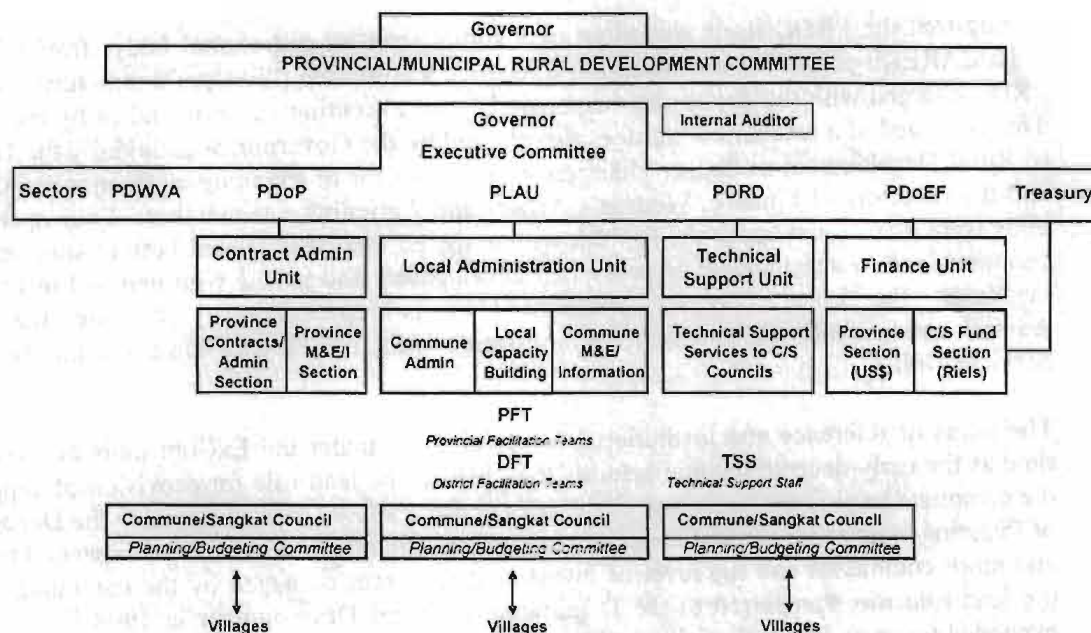 Governor
PROVINCIAL/MUNICIPAL RURAL DEVELOPMENT COMMITTEE
Governor
Internal Auditor
Executive Committee
Sectors PDWVA PDoP PLAU PDRD PDoEF Treasury
Contract Admin
Unit
Local Administration Unit
Technical
Support Unit
Finance Unit
Province
Contracts/
Admin
Section
Province
M&E/I
Section
Commune
Admin
Local
Capacity
Building
Commune
M&E/
Information
Technical Support
Services to C/S
Councils
Province
Section
(US$)
C/S Fund
Section
(Riels)
PFT
Provincial Facilitation Teams
DFT
District Facilitation Teams
TSS
Technical Support Staff
Commune/Sangkat Council
Planning/Budgeting Committee
Commune/Sangkat Council
Planning/Budgeting Committee
Commune/Sangkat Council
Planning/Budgeting Committee
Villages Villages Villages